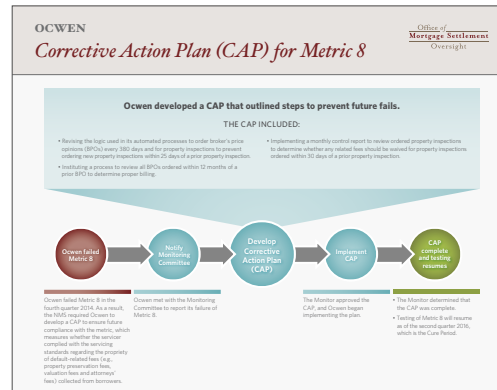 OCWEN
Corrective Action Plan (CAP) for Metric 8
Office of
Mortgage Settlement
Oversight
Ocwen developed a CAP that outlined steps to prevent future fails.
THE CAP INCLUDED:
• Revising the logic used in its automated processes to order broker's price
opinions (BPOs) every 380 days and for property inspections to prevent
ordering new property inspections within 25 days of a prior property inspection.
• Instituting a process to review all BPOs ordered within 12 months of a
prior BPO to determine proper billing.
• Implementing a monthly control report to review ordered property inspections
to determine whether any related fees should be waived for property inspections
ordered within 30 days of a prior property inspection.
Ocwen failed
Metric 8
Notify
Monitoring
Committee
Develop
Corrective
Action Plan
(CAP)
Implement
CAP
CAP
complete
and testing
resumes
Ocwen failed Metric 8 in the
fourth quarter 2014. As a result,
the NMS required Ocwen to
develop a CAP to ensure future
compliance with the metric, which
measures whether the servicer
complied with the servicing
standards regarding the propriety
of default-related fees (e.g.,
property preservation fees,
valuation fees and attorneys'
fees) collected from borrowers.
Ocwen met with the Monitoring
Committee to report its failure of
Metric 8.
The Monitor approved the
CAP, and Ocwen began
implementing the plan.
• The Monitor determined that
the CAP was complete.
• Testing of Metric 8 will resume
as of the second quarter 2016,
which is the Cure Period.